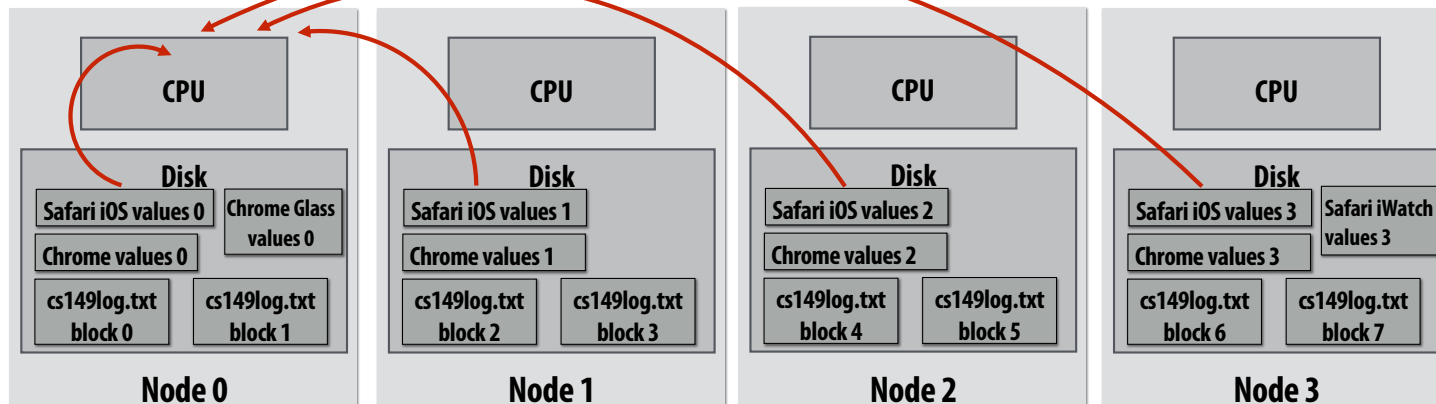 CPU
Disk
Safari iOS values 0
Chrome Glass
values 0
Chrome values 0
cs149log.txt
block 0
cs149log.txt
block 1
Node 0
CPU
Disk
Safari iOS values 1
Chrome values 1
cs149log.txt
block 2
cs149log.txt
block 3
Node 1
CPU
Disk
Safari iOS values 2
Chrome values 2
cs149log.txt
block 4
cs149log.txt
block 5
Node 2
CPU
Disk
Safari iOS values 3
Safari iWatch
values 3
Chrome values 3
cs149log.txt
block 6
cs149log.txt
block 7
Node 3